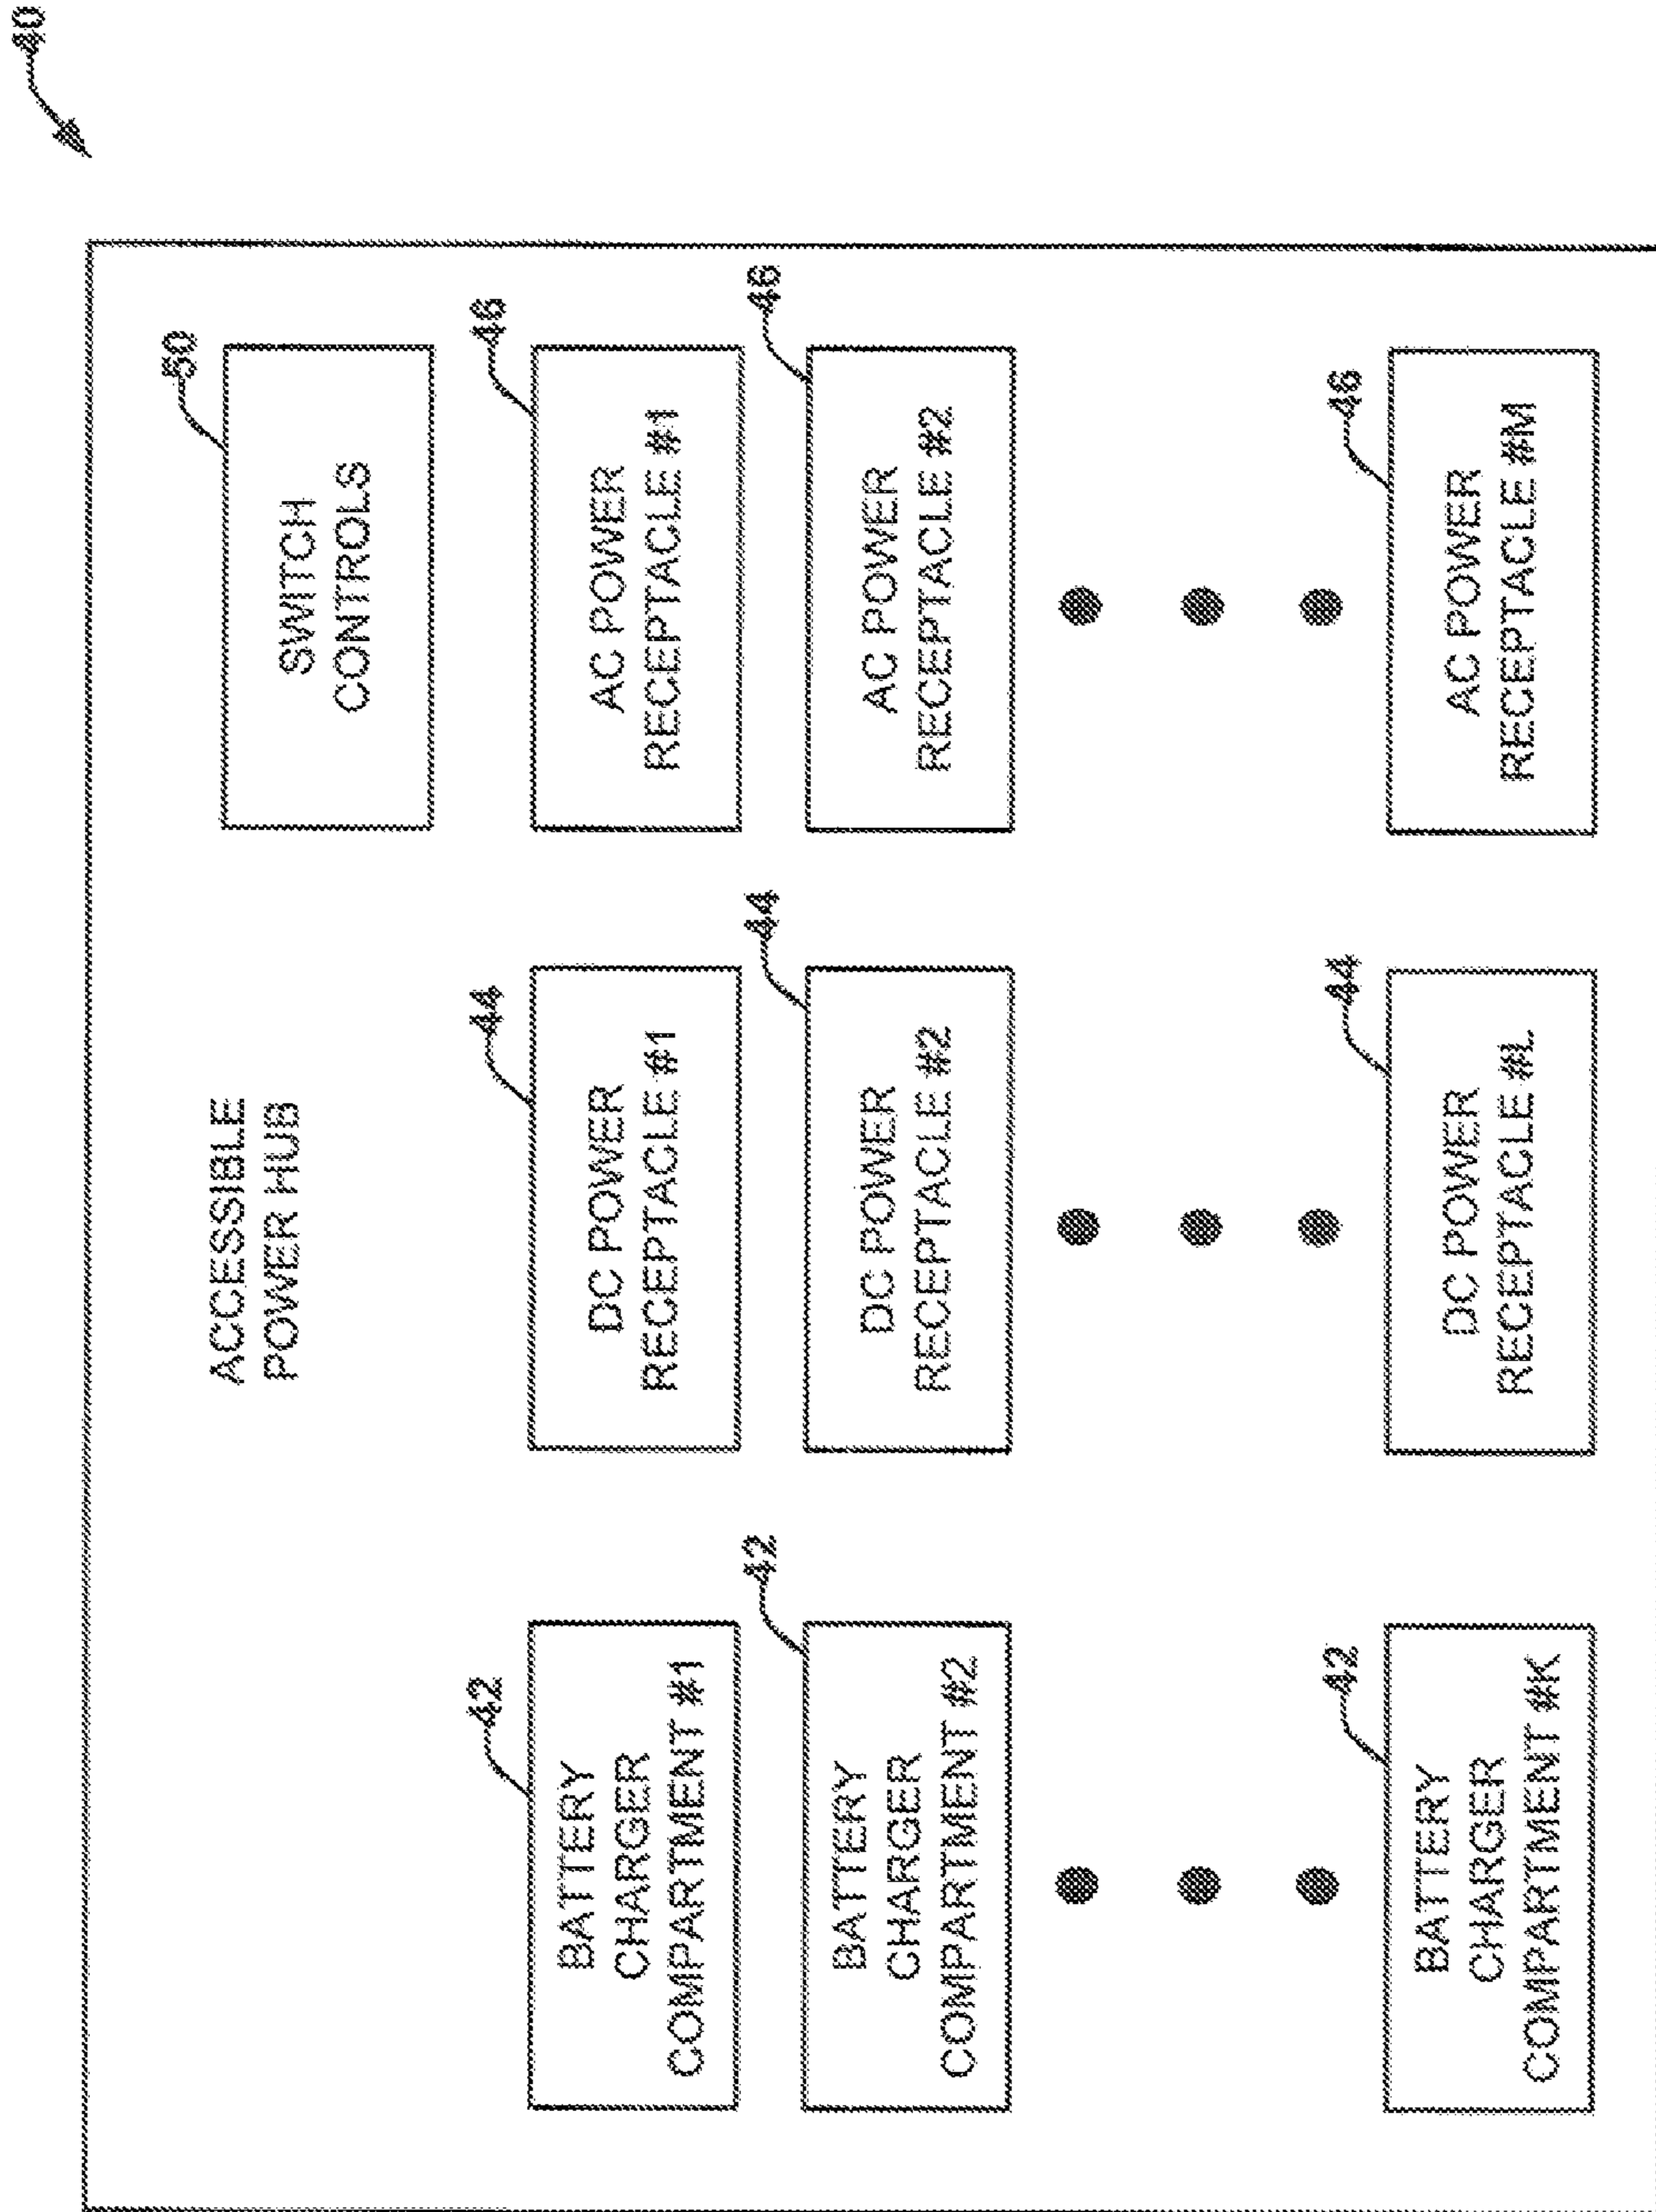 40
ACCESSIBLE
POWER HUB
50
SWITCH
CONTROLS
42
BATTERY
CHARGER
COMPARTMENT #1
44
DC POWER
RECEPTACLE #1
46
AC POWER
RECEPTACLE #1
42
BATTERY
CHARGER
COMPARTMENT #2
44
DC POWER
RECEPTACLE #2
46
AC POWER
RECEPTACLE #2
42
BATTERY
CHARGER
COMPARTMENT #K
44
DC POWER
RECEPTACLE #L
46
AC POWER
RECEPTACLE #M